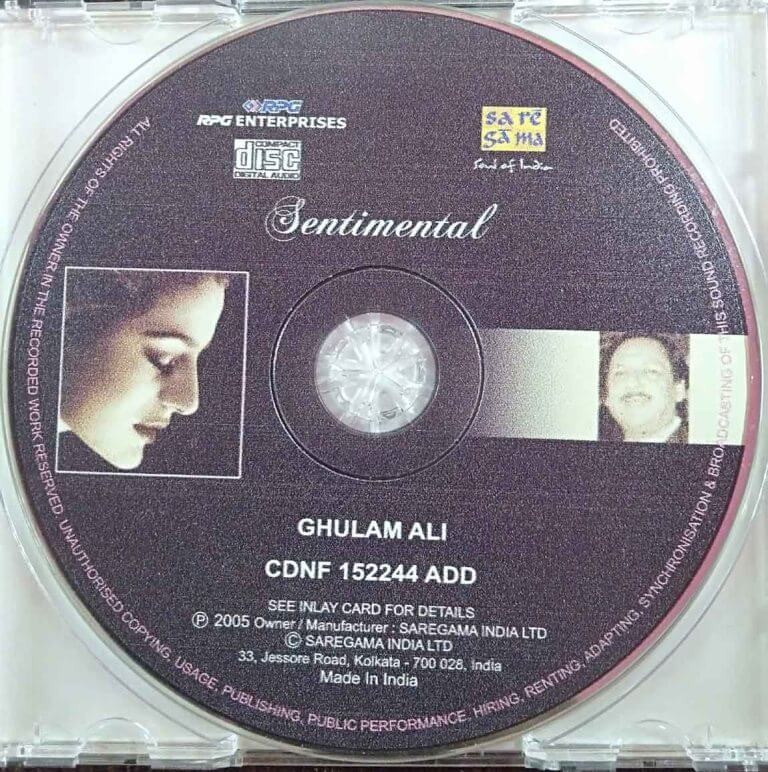 RPG
RPG ENTERPRISES
COMPACT
disc
DIGITAL AUDIO
sa rē
gā ma
Soul of India
Sentimental
GHULAM ALI
CDNF 152244 ADD
SEE INLAY CARD FOR DETAILS
℗ 2005 Owner / Manufacturer : SAREGAMA INDIA LTD
© SAREGAMA INDIA LTD
33, Jessore Road, Kolkata - 700 028, India
Made In India
ALL RIGHTS OF THE OWNER IN THE RECORDED WORK RESERVED. UNAUTHORISED COPYING, USAGE, PUBLISHING, PUBLIC PERFORMANCE. HIRING, RENTING, ADAPTING, SYNCHRONISATION & BROADCASTING OF THIS SOUND RECORDING PROHIBITED